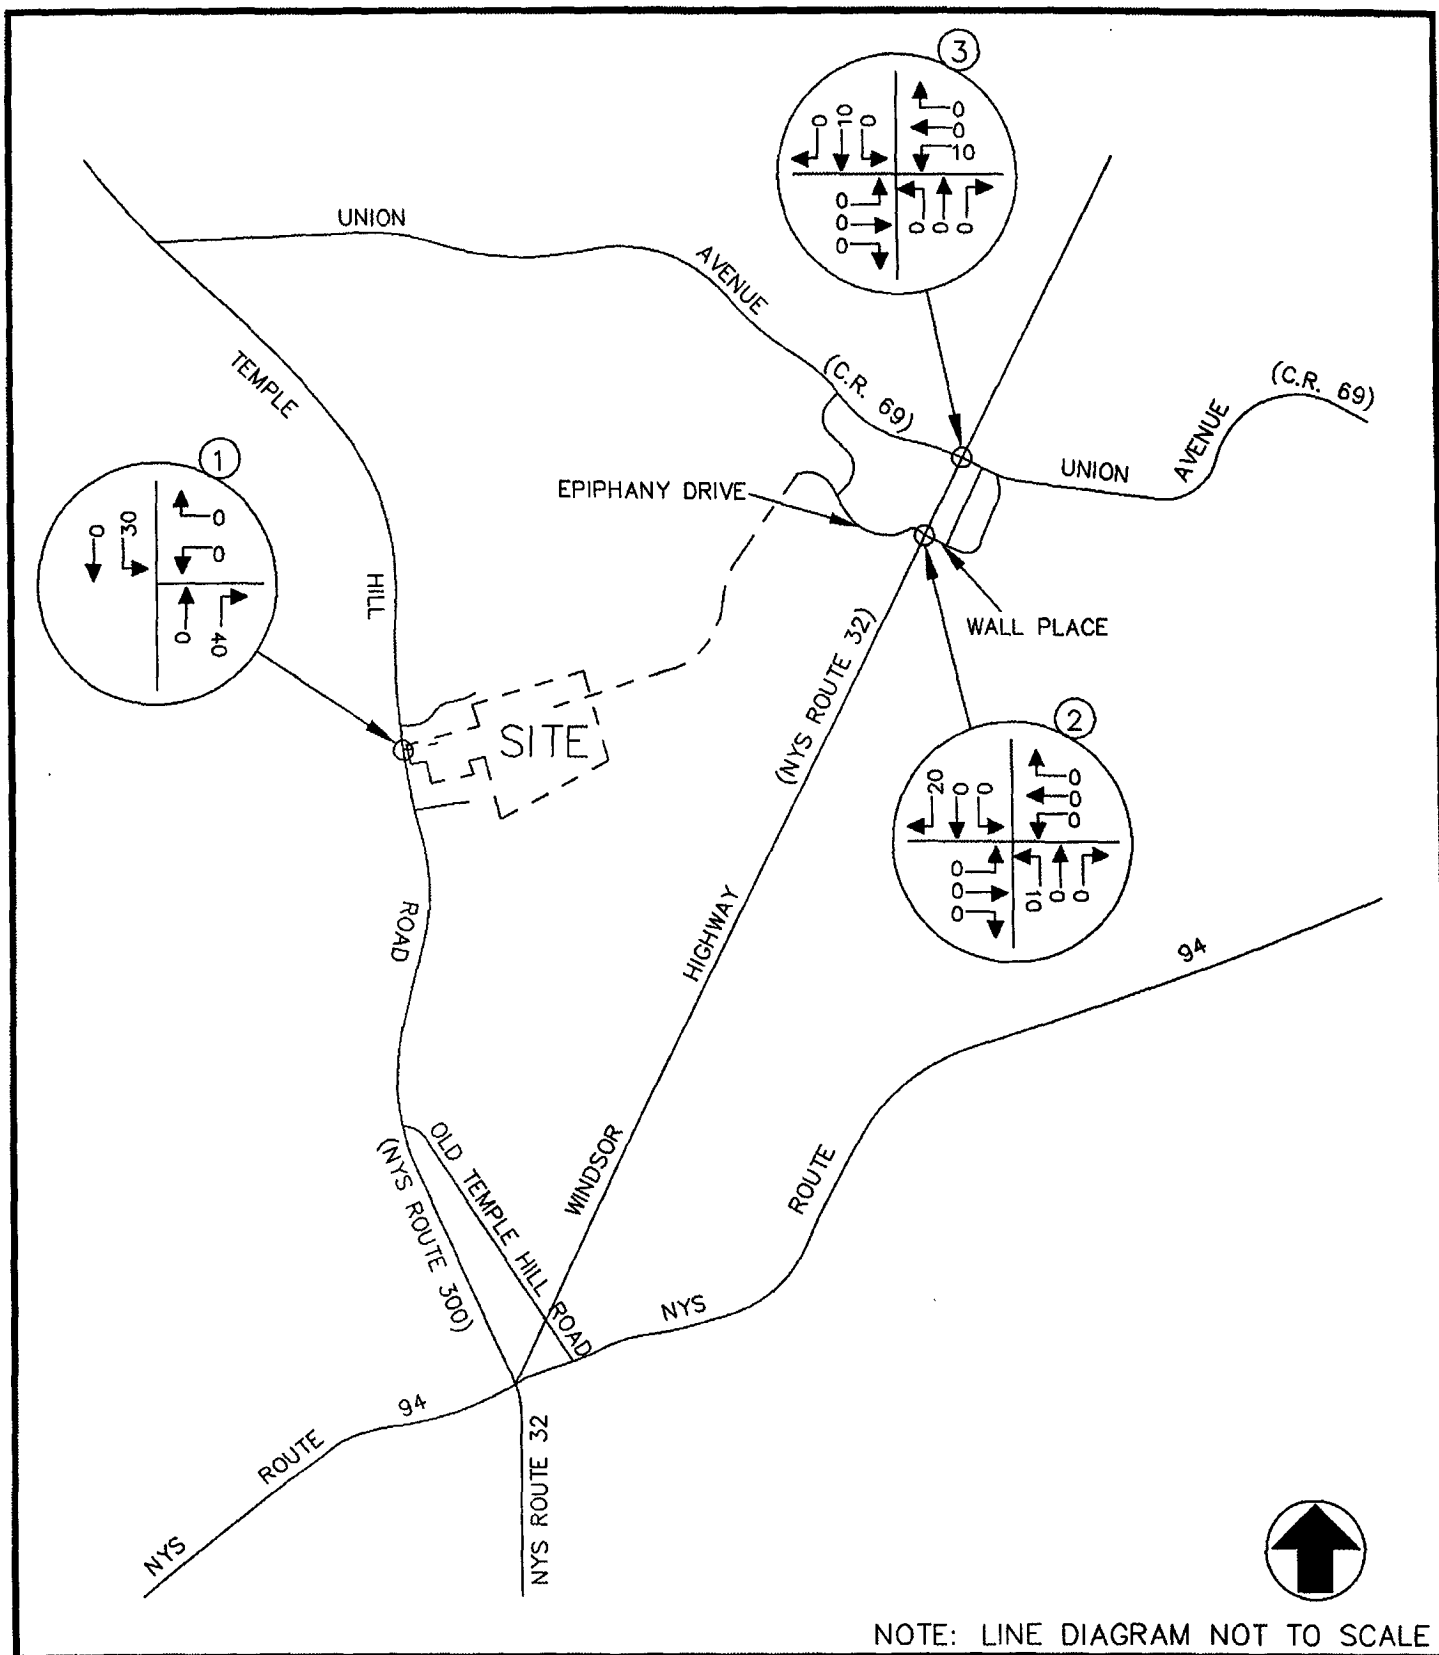 3
0 10 0
0
0
10
0
0
0
0 0 0
UNION
AVENUE
(C.R. 69)
(C.R. 69)
AVENUE
UNION
TEMPLE
1
0 30
0
0
0 40
EPIPHANY DRIVE
HILL
WALL PLACE
(NYS ROUTE 32)
SITE
2
20 0 0
0
0
0
0
0
0
10 0 0
HIGHWAY
ROAD
94
OLD TEMPLE HILL ROAD
(NYS ROUTE 300)
WINDSOR
ROUTE
NYS
94
ROUTE
NYS
NYS ROUTE 32
NOTE: LINE DIAGRAM NOT TO SCALE